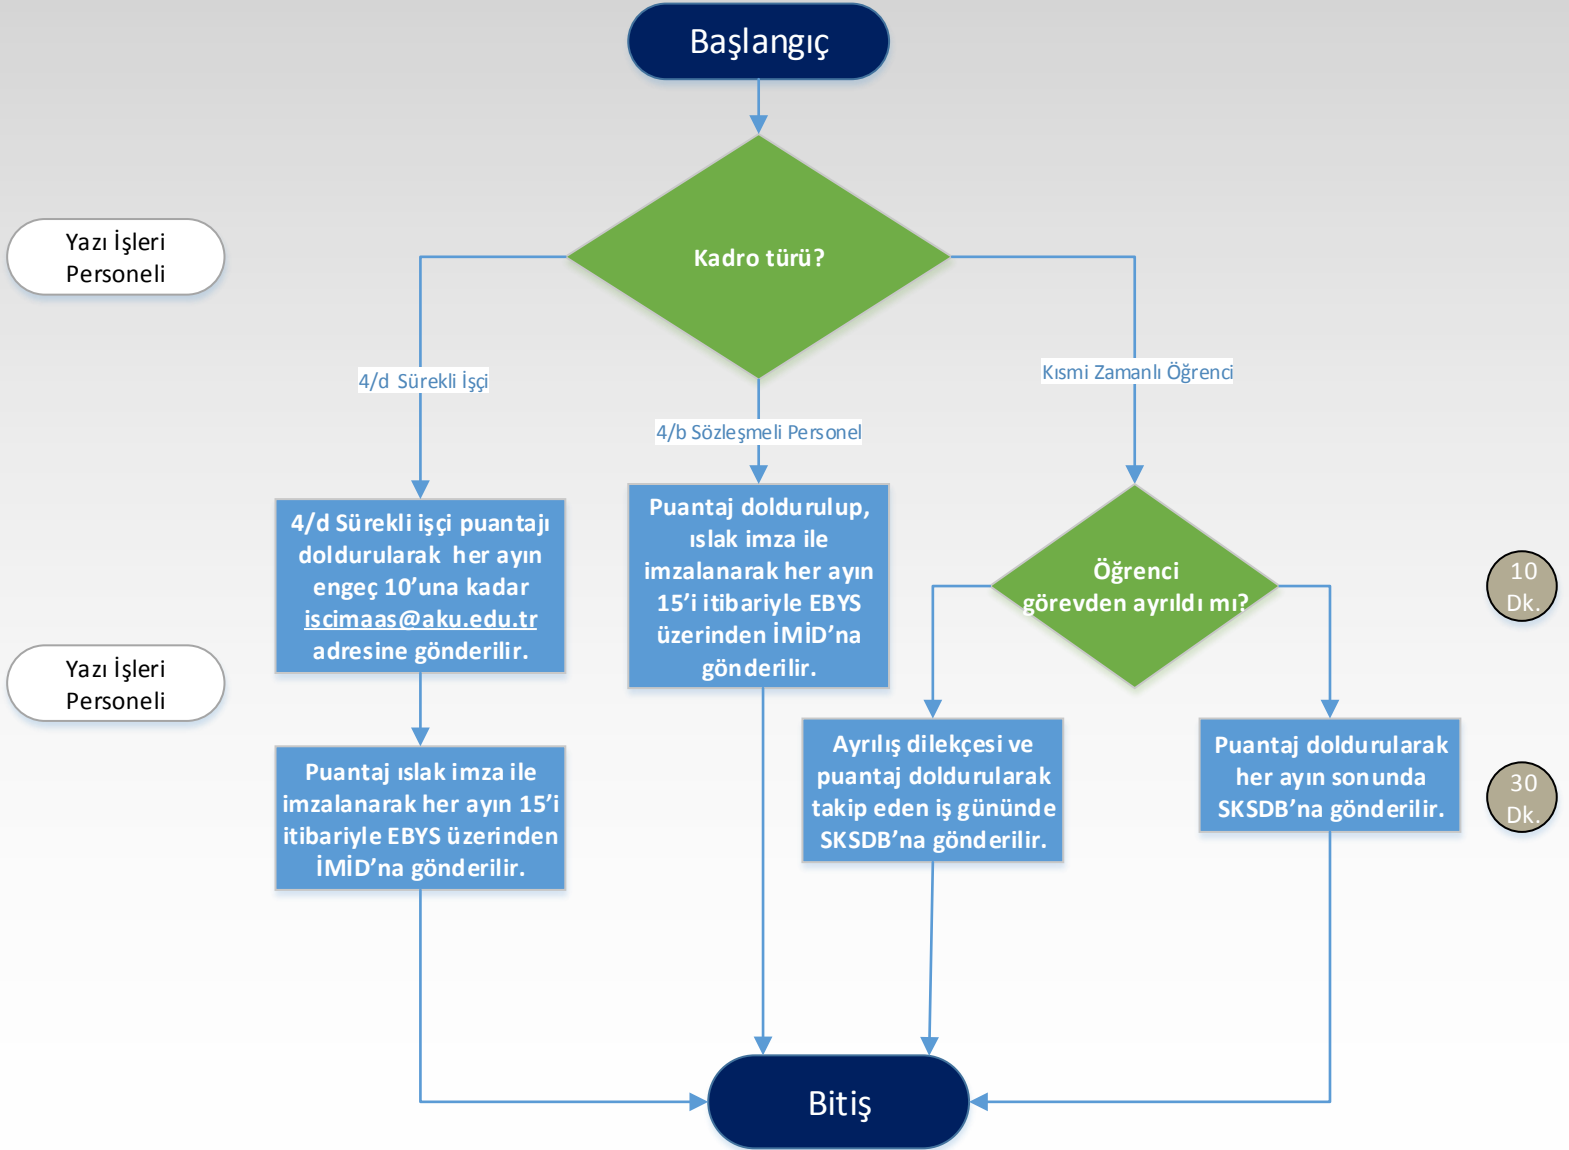 Başlangıç
Yazı İşleri
Personeli
Kadro türü?
4/d Sürekli İşçi
Kısmi Zamanlı Öğrenci
4/b Sözleşmeli Personel
4/d Sürekli işçi puantajı
doldurularak her ayın
engeç 10’una kadar
iscimaas@aku.edu.tr
adresine gönderilir.
Puantaj doldurulup,
ıslak imza ile
imzalanarak her ayın
15’i itibariyle EBYS
üzerinden İMİD’na
gönderilir.
Öğrenci
görevden ayrıldı mı?
10
Dk.
Yazı İşleri
Personeli
Puantaj ıslak imza ile
imzalanarak her ayın 15’i
itibariyle EBYS üzerinden
İMİD’na gönderilir.
Ayrılış dilekçesi ve
puantaj doldurularak
takip eden iş gününde
SKSDB’na gönderilir.
Puantaj doldurularak
her ayın sonunda
SKSDB’na gönderilir.
30
Dk.
Bitiş